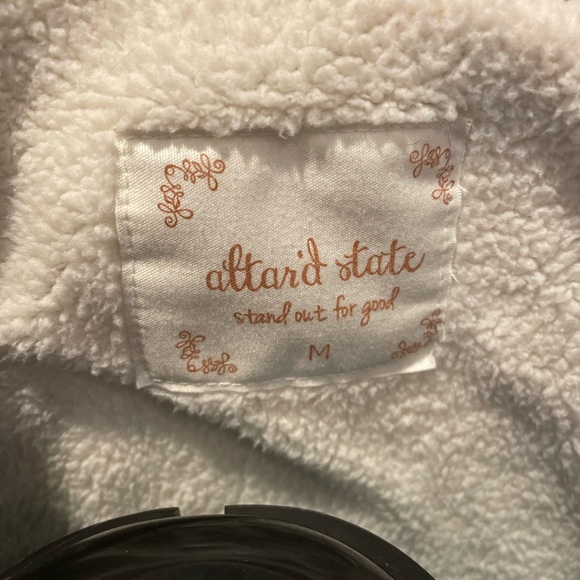 altar'd state
stand out for good
M